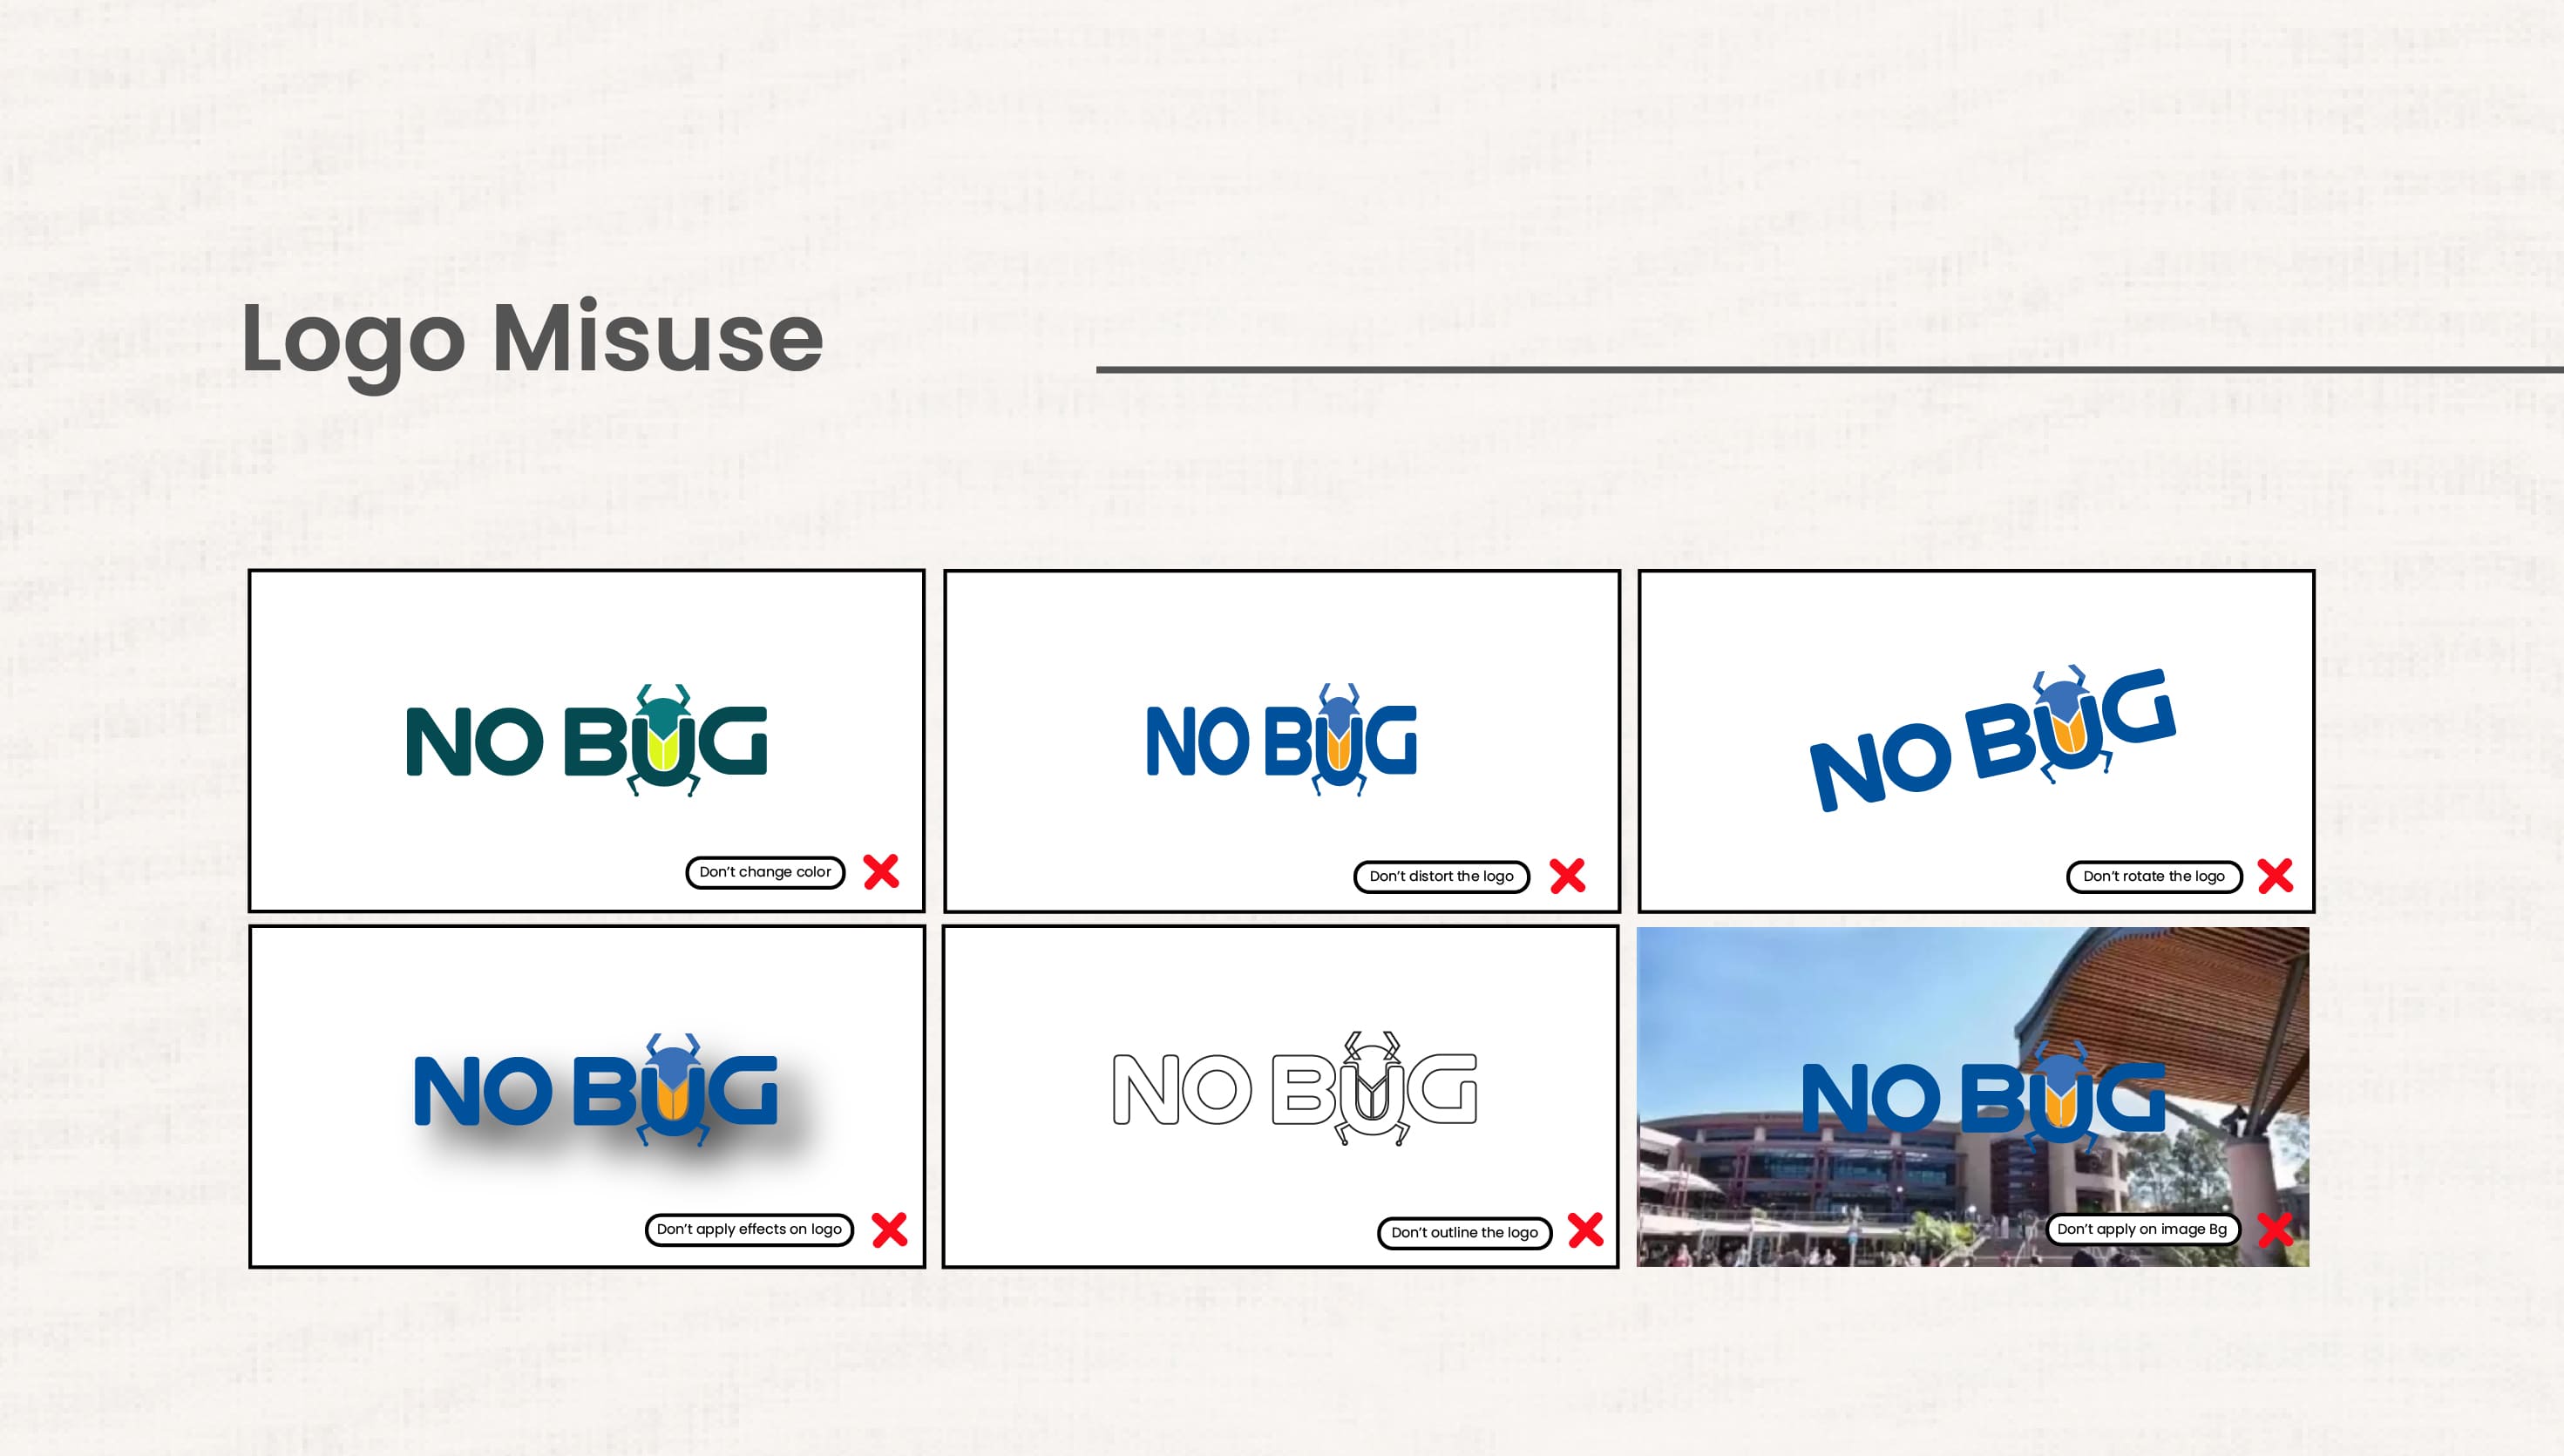 Logo Misuse
NO BUG
Don't change color
NO BUG
Don't distort the logo
NO BUG
Don't rotate the logo
NO BUG
Don't apply effects on logo
NO BUG
Don't outline the logo
NO BUG
Don't apply on image Bg